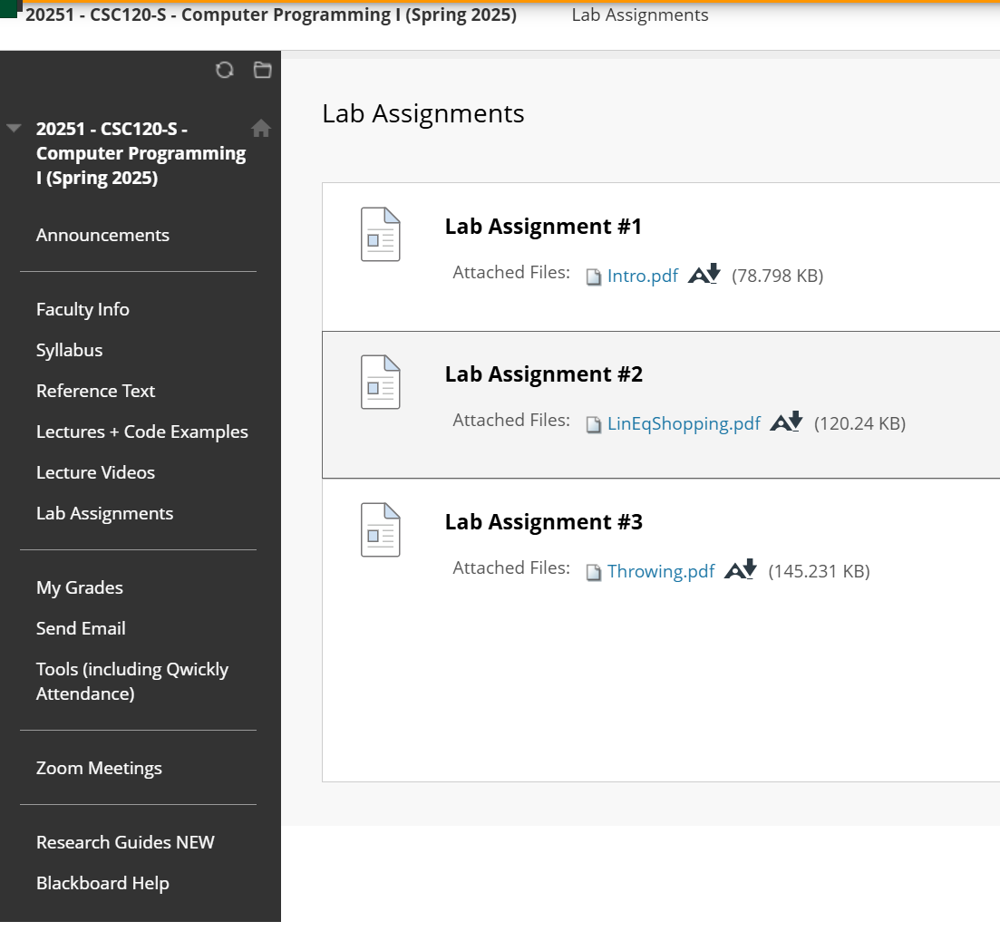 20251 - CSC120-S - Computer Programming I (Spring 2025) Lab Assignments
20251 - CSC120-S -
Computer Programming
I (Spring 2025)
Announcements
Faculty Info
Syllabus
Reference Text
Lectures + Code Examples
Lecture Videos
Lab Assignments
My Grades
Send Email
Tools (including Qwickly
Attendance)
Zoom Meetings
Research Guides NEW
Blackboard Help
Lab Assignments
Lab Assignment #1
Attached Files: Intro.pdf (78.798 KB)
Lab Assignment #2
Attached Files: LinEqShopping.pdf (120.24 KB)
Lab Assignment #3
Attached Files: Throwing.pdf (145.231 KB)